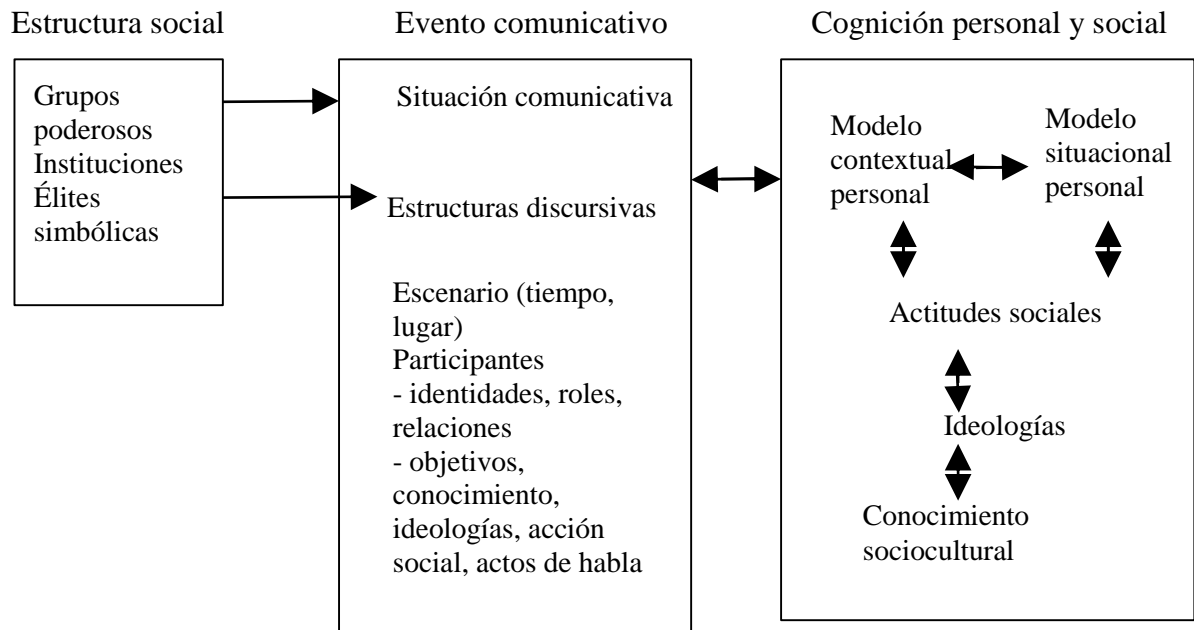 Estructura social
Evento comunicativo
Cognición personal y social
Grupos
poderosos
Instituciones
Élites
simbólicas
Situación comunicativa
Estructuras discursivas
Escenario (tiempo,
lugar)
Participantes
- identidades, roles,
relaciones
- objetivos,
conocimiento,
ideologías, acción
social, actos de habla
Modelo
contextual
personal
Modelo
situacional
personal
Actitudes sociales
Ideologías
Conocimiento
sociocultural